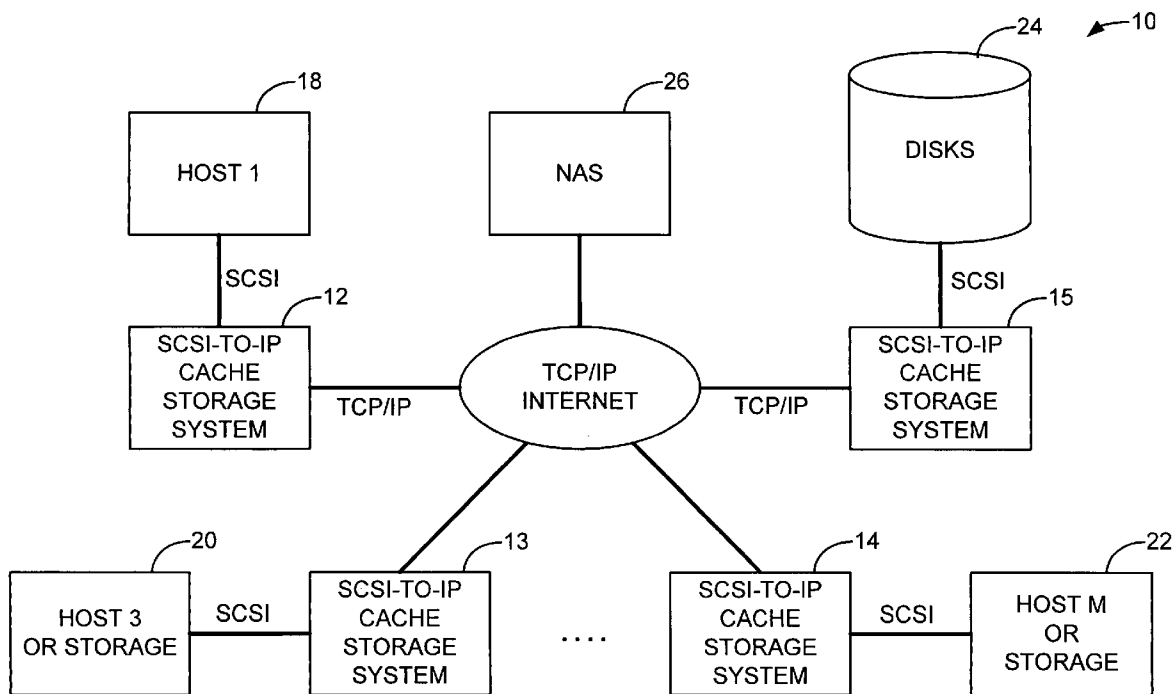 24
10
18
26
HOST 1
NAS
DISKS
SCSI
12
SCSI
15
SCSI-TO-IP
CACHE
STORAGE
SYSTEM
TCP/IP
TCP/IP
INTERNET
TCP/IP
SCSI-TO-IP
CACHE
STORAGE
SYSTEM
20
13
14
22
HOST 3
OR STORAGE
SCSI
SCSI-TO-IP
CACHE
STORAGE
SYSTEM
....
SCSI-TO-IP
CACHE
STORAGE
SYSTEM
SCSI
HOST M
OR
STORAGE